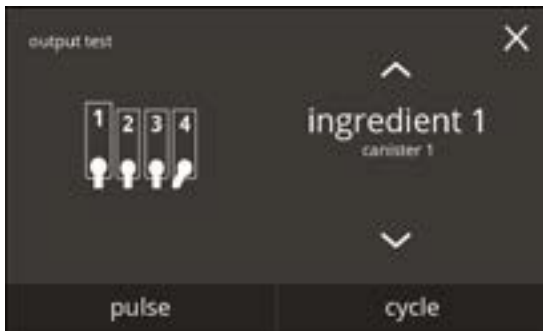 output test
1 2 3 4
ingredient 1
canister 1
pulse
cycle